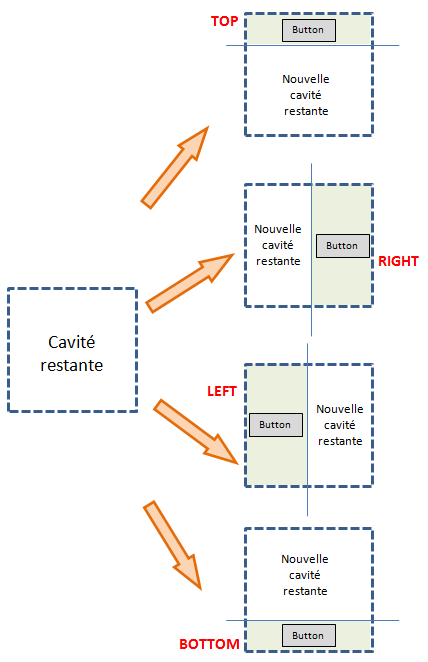 TOP
Button
Nouvelle
cavité
restante
Nouvelle
cavité
restante
Button
RIGHT
Cavité
restante
LEFT
Button
Nouvelle
cavité
restante
Nouvelle
cavité
restante
BOTTOM
Button